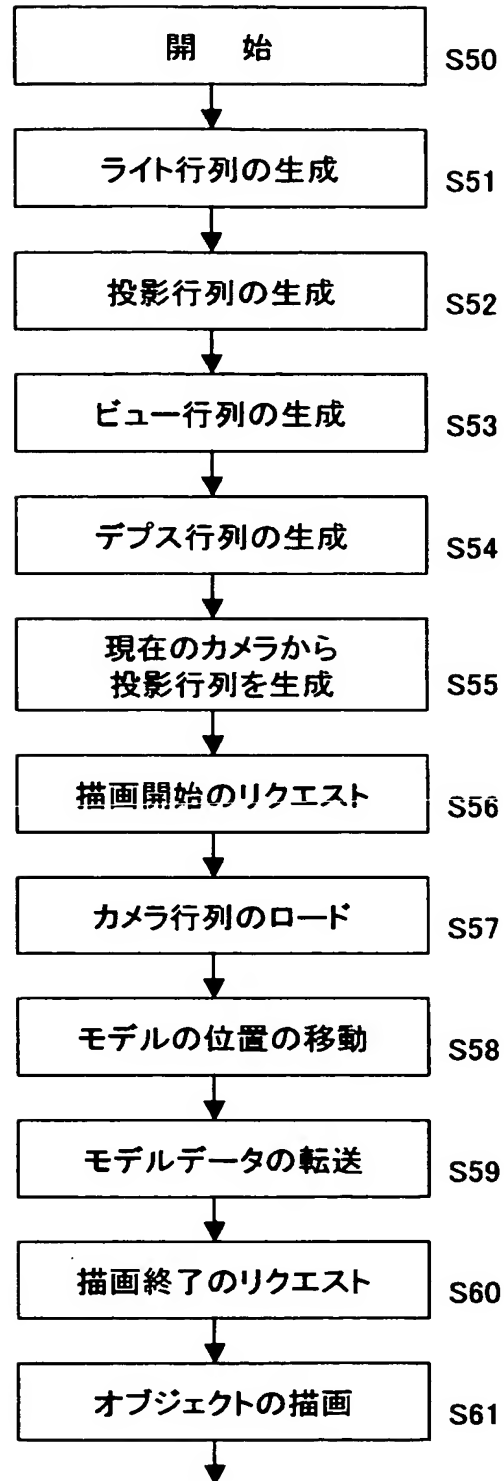 開 始
S50
ライト行列の生成
S51
投影行列の生成
S52
ビュー行列の生成
S53
デプス行列の生成
S54
現在のカメラから
投影行列を生成
S55
描画開始のリクエスト
S56
カメラ行列のロード
S57
モデルの位置の移動
S58
モデルデータの転送
S59
描画終了のリクエスト
S60
オブジェクトの描画
S61